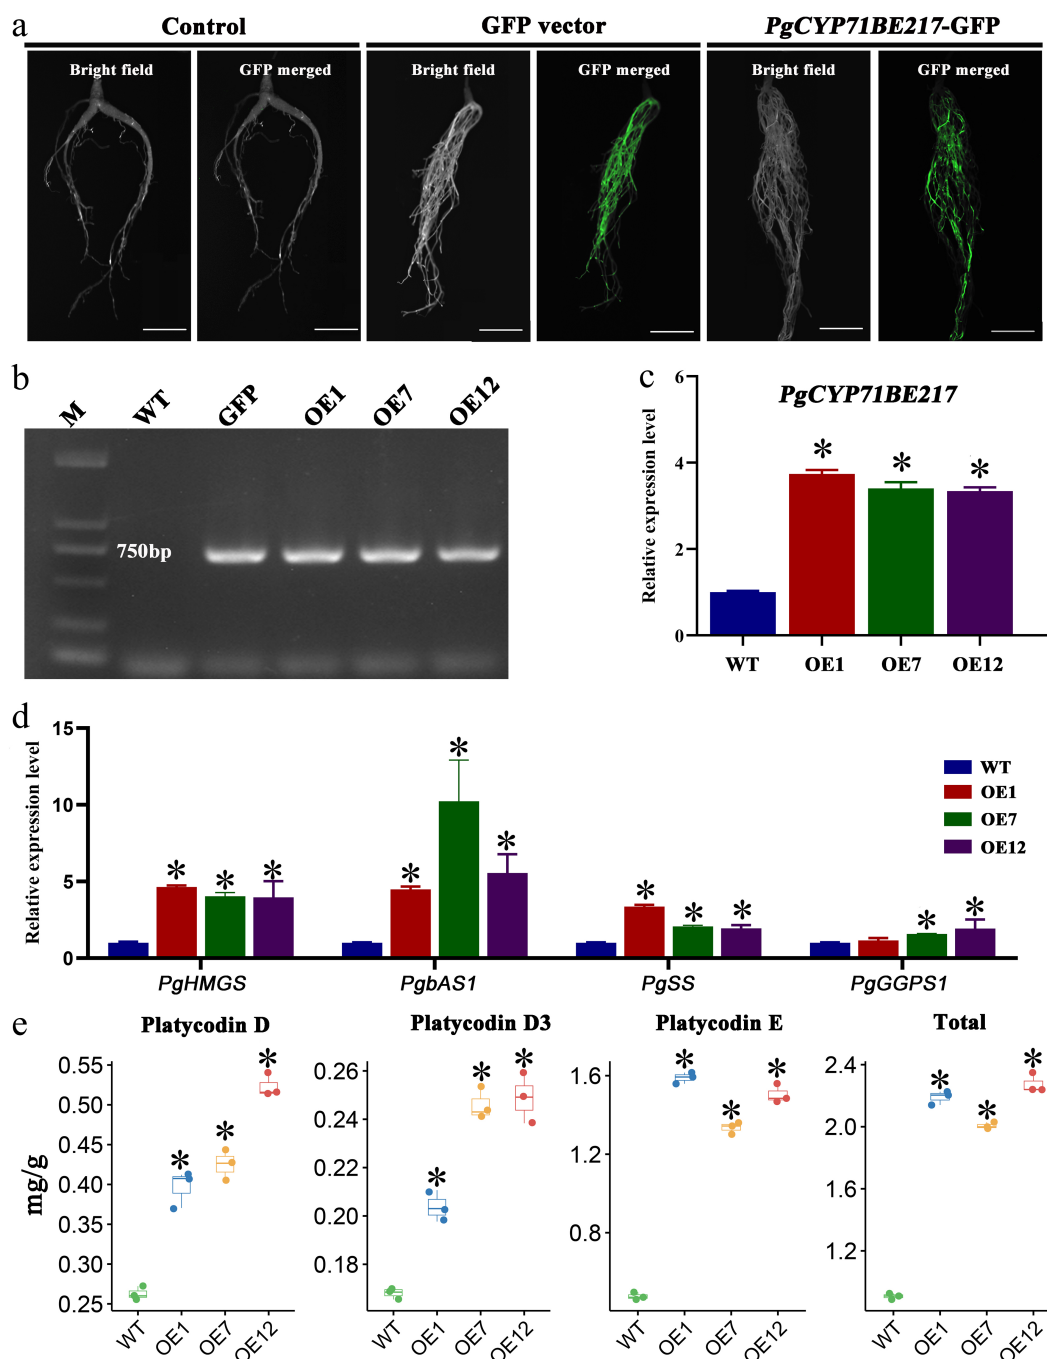 a
Control GFP vector PgCYP71BE217-GFP
Bright field GFP merged Bright field GFP merged Bright field GFP merged
b
M WT GFP OE1 OE7 OE12
750bp
c
PgCYP71BE217
Relative expression level
6
4
2
0
WT OE1 OE7 OE12
* * *
d
Relative expression level
15
10
5
0
* * * * * * * * * * *
WT
OE1
OE7
OE12
PgHMGS PgbAS1 PgSS PgGGPS1
e
Platycodin D Platycodin D3 Platycodin E Total
mg/g
0.55
0.50
0.45
0.40
0.35
0.30
0.25
* * *
WT OE1 OE7 OE12
0.26
0.24
0.22
0.20
0.18
* * *
WT OE1 OE7 OE12
1.6
1.2
0.8
* * *
WT OE1 OE7 OE12
2.4
2.0
1.6
1.2
* * *
WT OE1 OE7 OE12